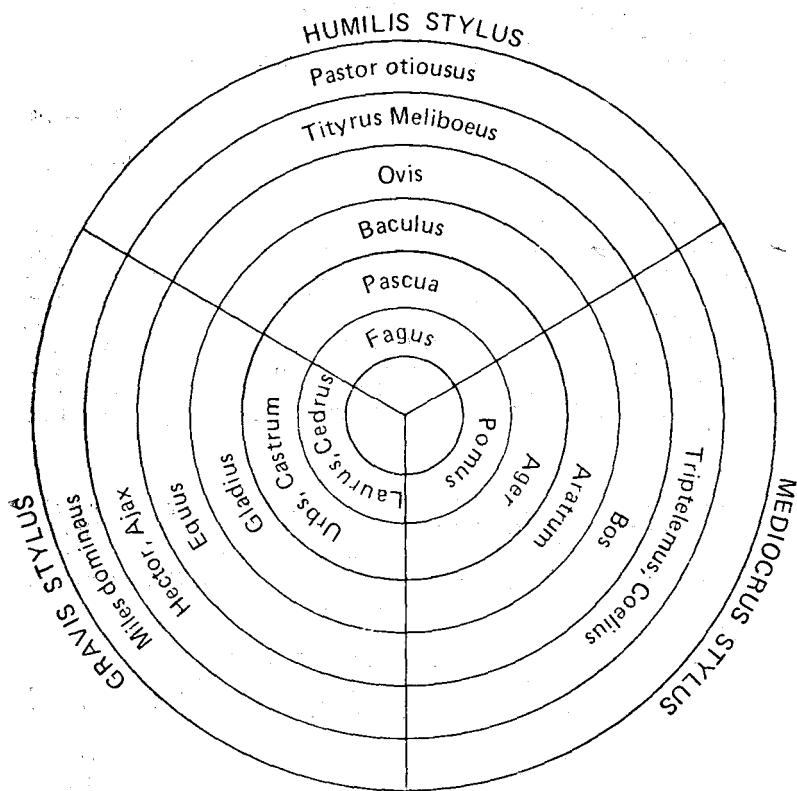 HUMILIS STYLUS
Pastor otiousus
Tityrus Meliboeus
Ovis
Baculus
Pascua
Fagus
MEDIOCRUS STYLUS
Triptelemus, Coelius
Bos
Aratrum
Ager
Pomus
GRAVIS STYLUS
Miles dominaus
Hector, Ajax
Equus
Gladius
Urbs, Castrum
Laurus, Cedrus